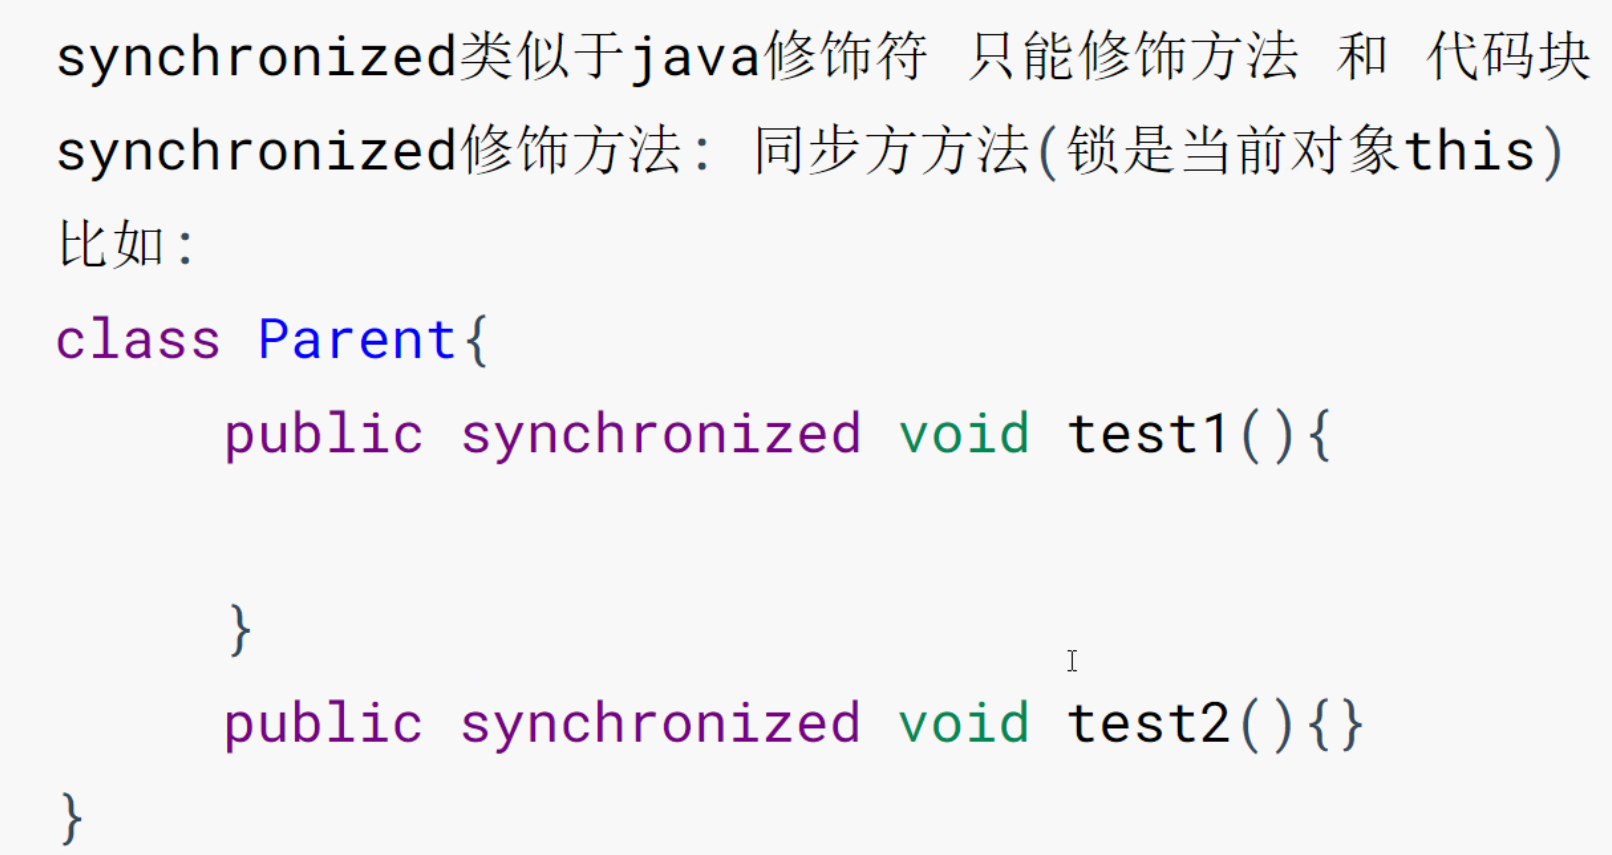 synchronized类似于java修饰符 只能修饰方法 和 代码块
synchronized修饰方法: 同步方方法(锁是当前对象this)
比如:
class Parent{
public synchronized void test1(){
}
public synchronized void test2(){}
}